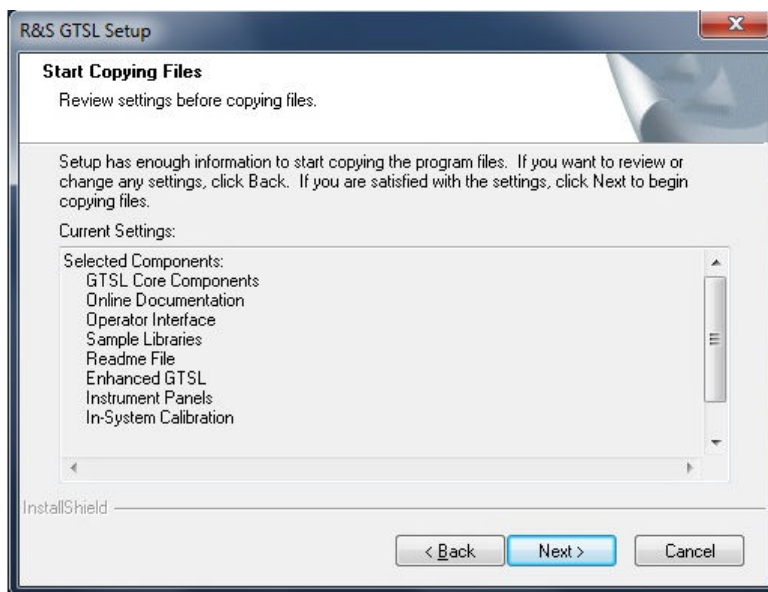 R&S GTSL Setup
Start Copying Files
Review settings before copying files.
Setup has enough information to start copying the program files. If you want to review or
change any settings, click Back. If you are satisfied with the settings, click Next to begin
copying files.
Current Settings:
Selected Components:
GTSL Core Components
Online Documentation
Operator Interface
Sample Libraries
Readme File
Enhanced GTSL
Instrument Panels
In-System Calibration
InstallShield
< Back
Next >
Cancel